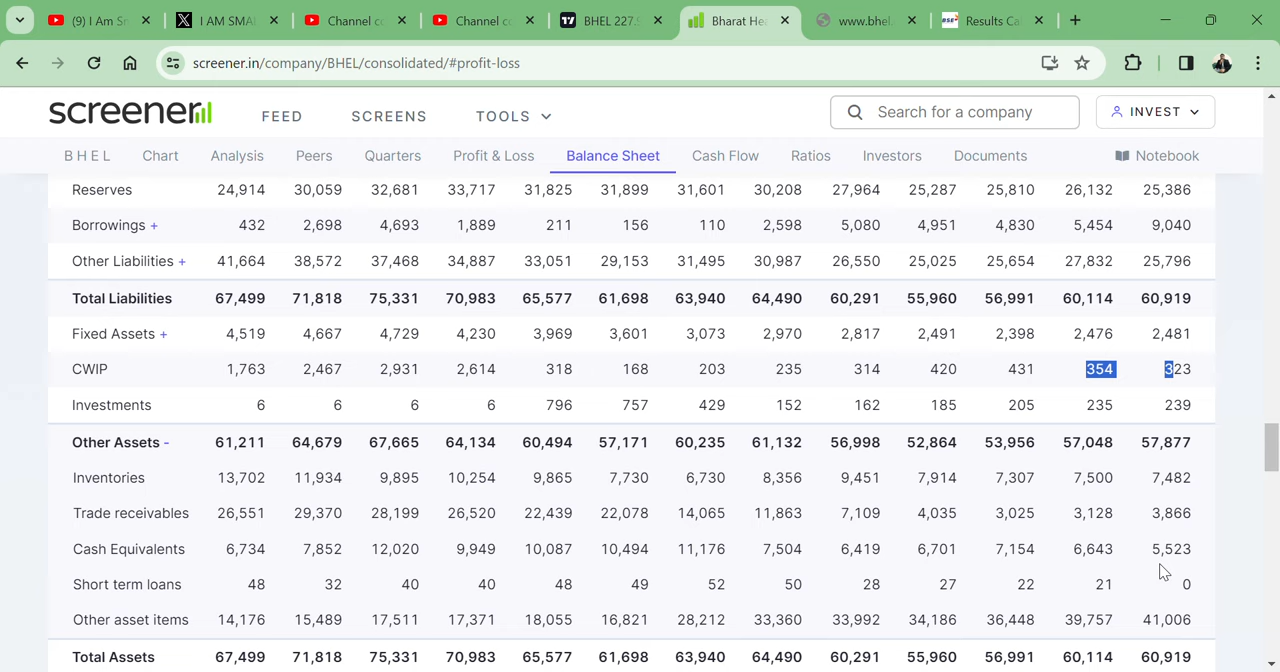 (9) I Am Sm
I AM SMAR
Channel co
Channel co
BHEL 227.5
Bharat Hea
www.bhel.
BSE Results Cal
screener.in/company/BHEL/consolidated/#profit-loss
screener
FEED
SCREENS
TOOLS
Search for a company
INVEST
B H E L
Chart
Analysis
Peers
Quarters
Profit & Loss
Balance Sheet
Cash Flow
Ratios
Investors
Documents
Notebook
Reserves 24,914 30,059 32,681 33,717 31,825 31,899 31,601 30,208 27,964 25,287 25,810 26,132 25,386
Borrowings + 432 2,698 4,693 1,889 211 156 110 2,598 5,080 4,951 4,830 5,454 9,040
Other Liabilities + 41,664 38,572 37,468 34,887 33,051 29,153 31,495 30,987 26,550 25,025 25,654 27,832 25,796
Total Liabilities 67,499 71,818 75,331 70,983 65,577 61,698 63,940 64,490 60,291 55,960 56,991 60,114 60,919
Fixed Assets + 4,519 4,667 4,729 4,230 3,969 3,601 3,073 2,970 2,817 2,491 2,398 2,476 2,481
CWIP 1,763 2,467 2,931 2,614 318 168 203 235 314 420 431 354 323
Investments 6 6 6 6 796 757 429 152 162 185 205 235 239
Other Assets - 61,211 64,679 67,665 64,134 60,494 57,171 60,235 61,132 56,998 52,864 53,956 57,048 57,877
Inventories 13,702 11,934 9,895 10,254 9,865 7,730 6,730 8,356 9,451 7,914 7,307 7,500 7,482
Trade receivables 26,551 29,370 28,199 26,520 22,439 22,078 14,065 11,863 7,109 4,035 3,025 3,128 3,866
Cash Equivalents 6,734 7,852 12,020 9,949 10,087 10,494 11,176 7,504 6,419 6,701 7,154 6,643 5,523
Short term loans 48 32 40 40 48 49 52 50 28 27 22 21 0
Other asset items 14,176 15,489 17,511 17,371 18,055 16,821 28,212 33,360 33,992 34,186 36,448 39,757 41,006
Total Assets 67,499 71,818 75,331 70,983 65,577 61,698 63,940 64,490 60,291 55,960 56,991 60,114 60,919